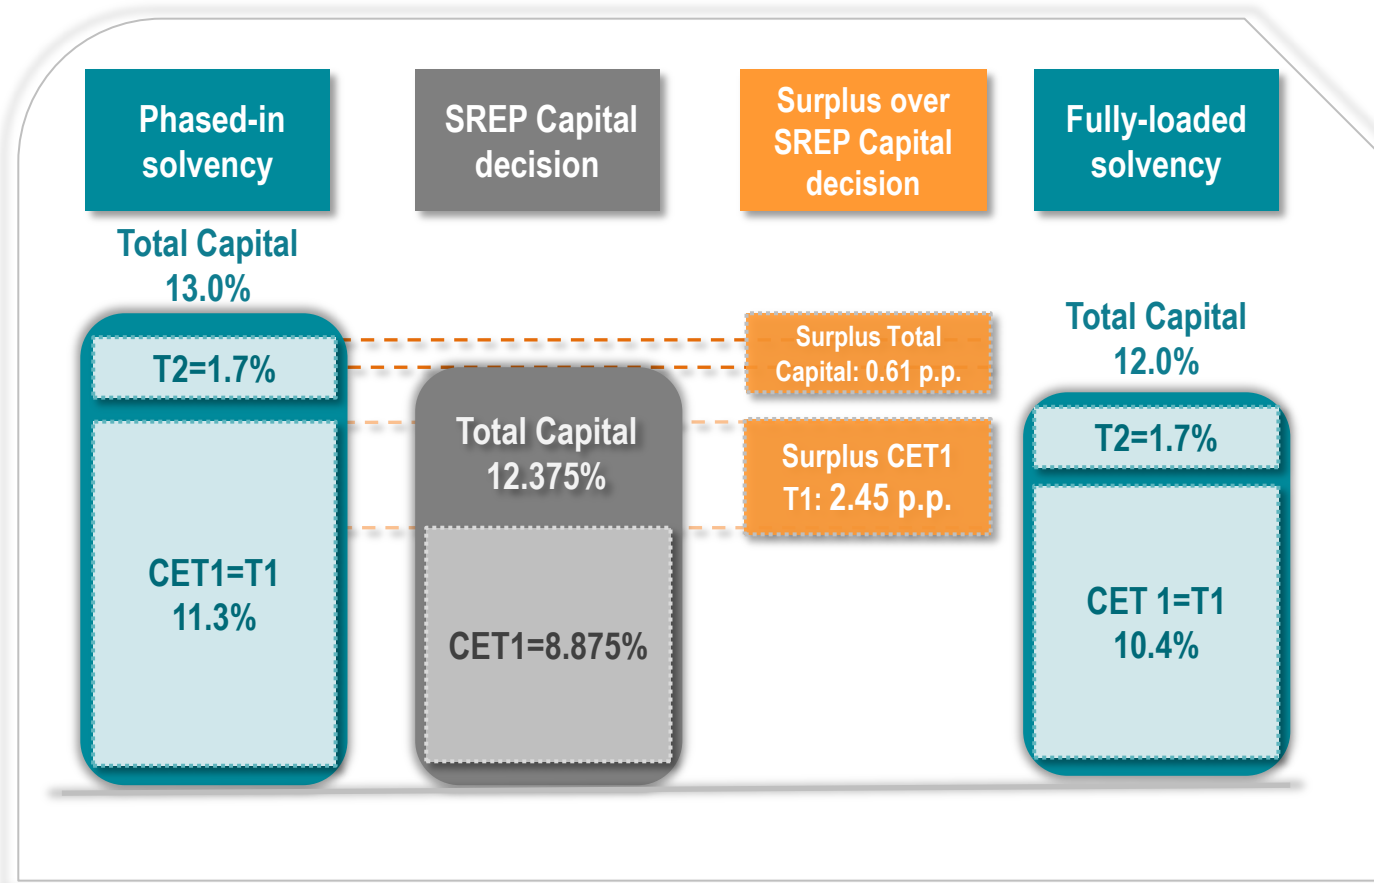 Phased-in
solvency
SREP Capital
decision
Surplus over
SREP Capital
decision
Fully-loaded
solvency
Total Capital
13.0%
T2=1.7%
CET1=T1
11.3%
Total Capital
12.375%
CET1=8.875%
Surplus Total
Capital: 0.61 p.p.
Surplus CET1
T1: 2.45 p.p.
Total Capital
12.0%
T2=1.7%
CET 1=T1
10.4%